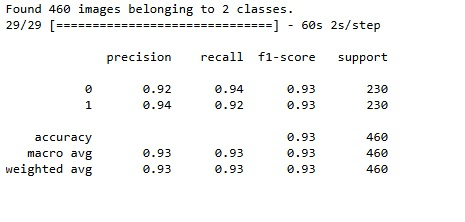 Found 460 images belonging to 2 classes.
29/29 [==============================] - 60s 2s/step
precision recall f1-score support
0 0.92 0.94 0.93 230
1 0.94 0.92 0.93 230
accuracy 0.93 460
macro avg 0.93 0.93 0.93 460
weighted avg 0.93 0.93 0.93 460